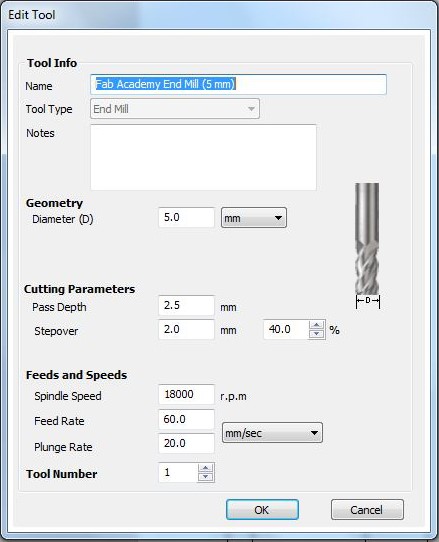 Edit Tool
Tool Info
Name Fab Academy End Mill (5 mm)
Tool Type End Mill
Notes
Geometry
Diameter (D) 5.0 mm
D
Cutting Parameters
Pass Depth 2.5 mm
Stepover 2.0 mm 40.0 %
Feeds and Speeds
Spindle Speed 18000 r.p.m
Feed Rate 60.0
mm/sec
Plunge Rate 20.0
Tool Number 1
OK Cancel